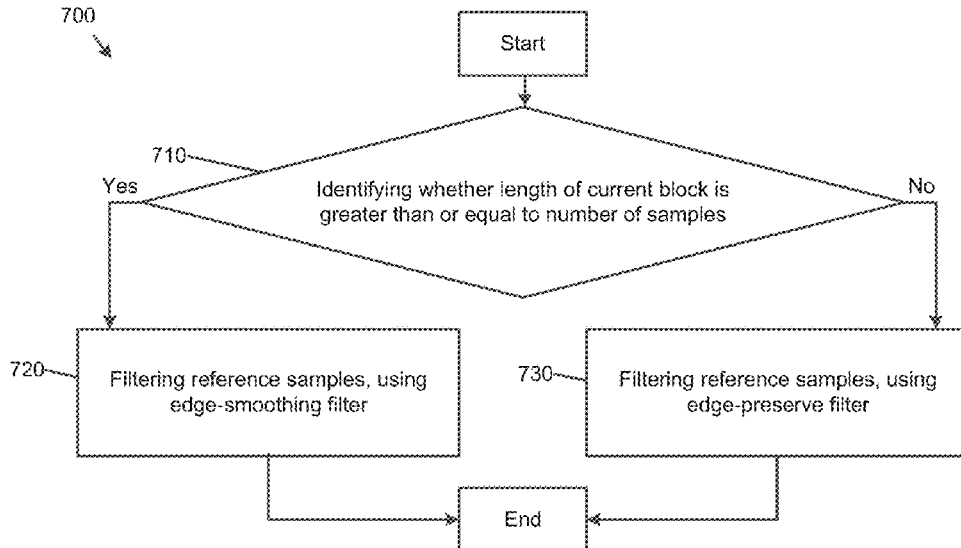 700
Start
710
Yes
Identifying whether length of current block is
greater than or equal to number of samples
No
720
Filtering reference samples, using
edge-smoothing filter
730
Filtering reference samples, using
edge-preserve filter
End